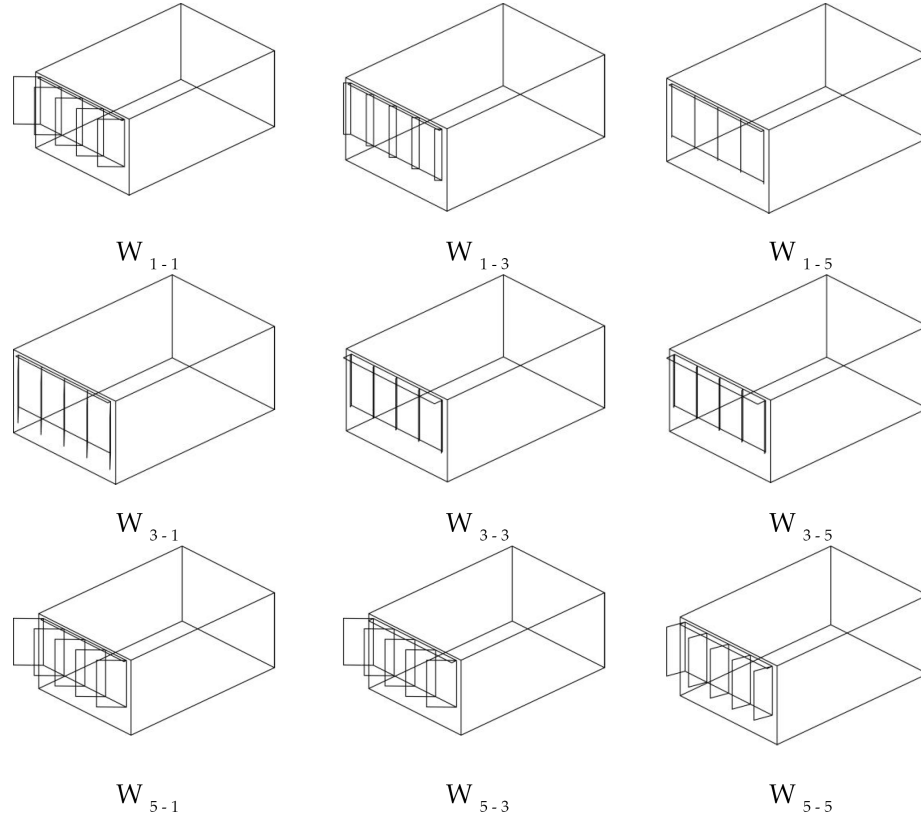 W 1 - 1 W 1 - 3 W 1 - 5
W 3 - 1 W 3 - 3 W 3 - 5
W 5 - 1 W 5 - 3 W 5 - 5